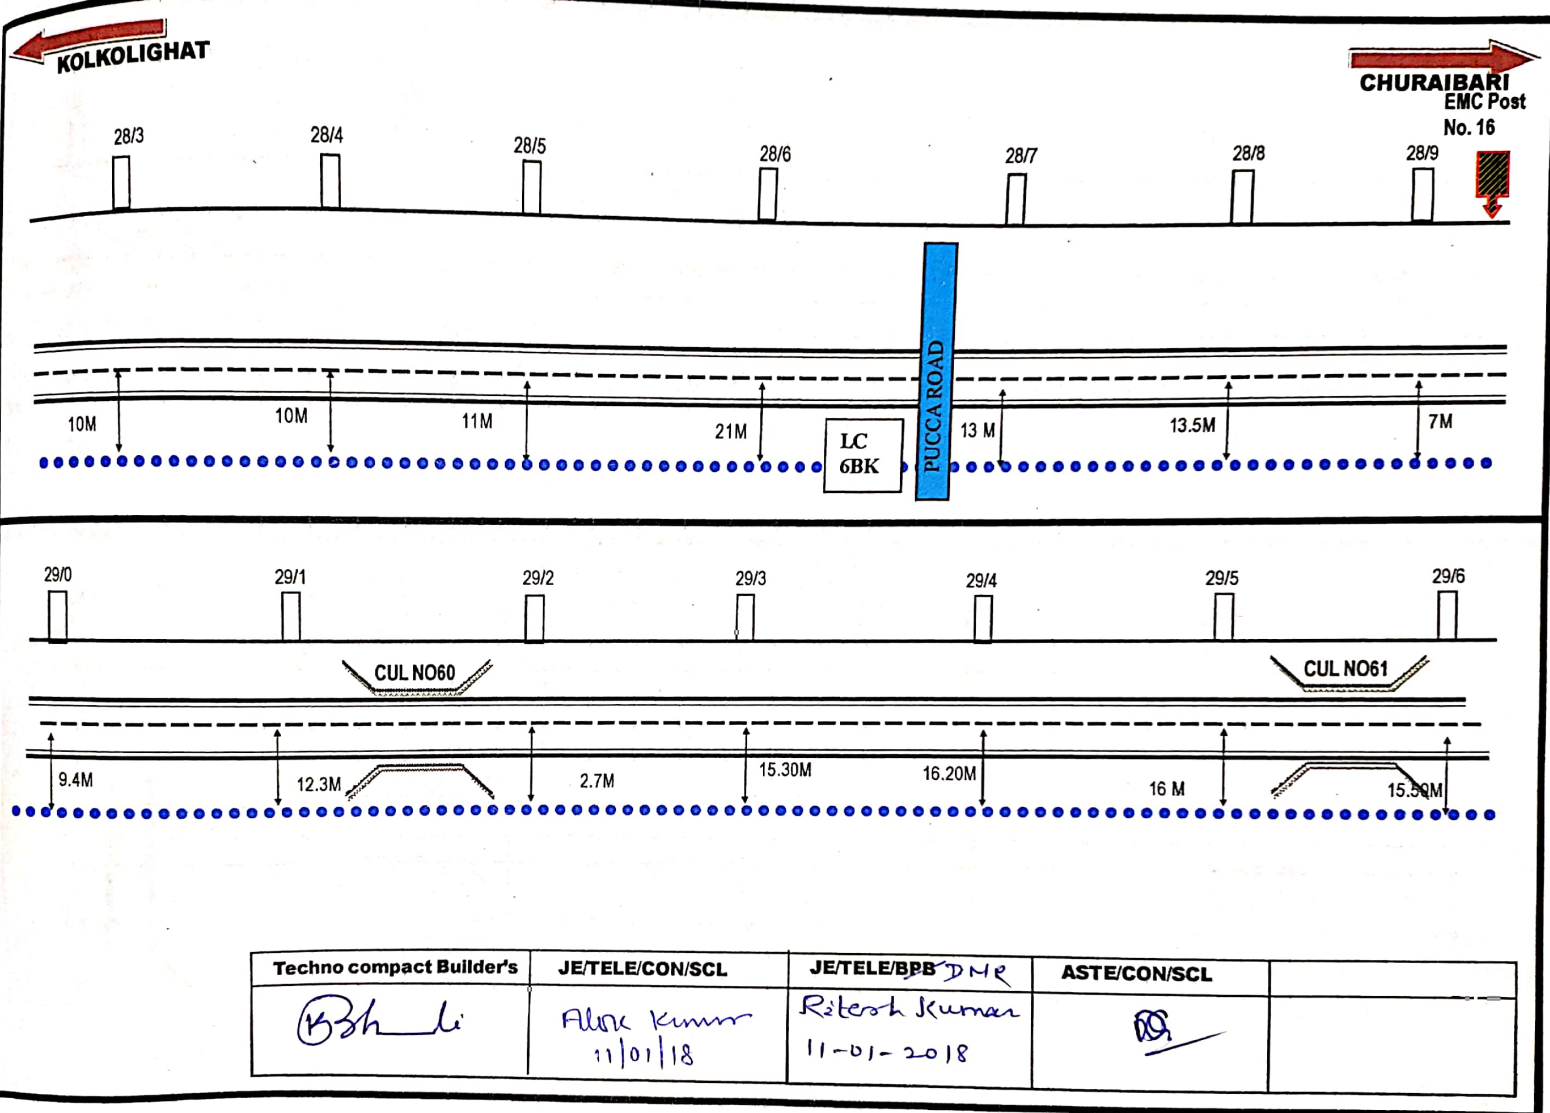 KOLKOLIGHAT
CHURAIBARI
EMC Post
No. 16
28/3
28/4
28/5
28/6
28/7
28/8
28/9
10M
10M
11M
21M
LC
6BK
PUCCA ROAD
13 M
13.5M
7M
29/0
29/1
29/2
29/3
29/4
29/5
29/6
CUL NO60
CUL NO61
9.4M
12.3M
2.7M
15.30M
16.20M
16 M
15.50M
Techno compact Builder's
JE/TELE/CON/SCL
JE/TELE/BPB DMR
ASTE/CON/SCL
Alok Kumar
11/01/18
Ritesh Kumar
11-01-2018